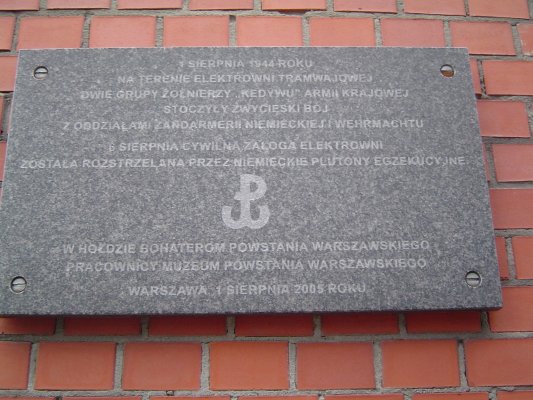 1 SIERPNIA 1944 ROKU
NA TERENIE ELEKTROWNI TRAMWAJOWEJ
DWIE GRUPY ŻOŁNIERZY „KEDYWU" ARMII KRAJOWEJ
STOCZYŁY ZWYCIĘSKI BÓJ
Z ODDZIAŁAMI ŻANDARMERII NIEMIECKIEJ I WEHRMACHTU
6 SIERPNIA CYWILNA ZAŁOGA ELEKTROWNI
ZOSTAŁA ROZSTRZELANA PRZEZ NIEMIECKIE PLUTONY EGZEKUCYJNE
W HOŁDZIE BOHATEROM POWSTANIA WARSZAWSKIEGO
PRACOWNICY MUZEUM POWSTANIA WARSZAWSKIEGO
WARSZAWA, 1 SIERPNIA 2005 ROKU